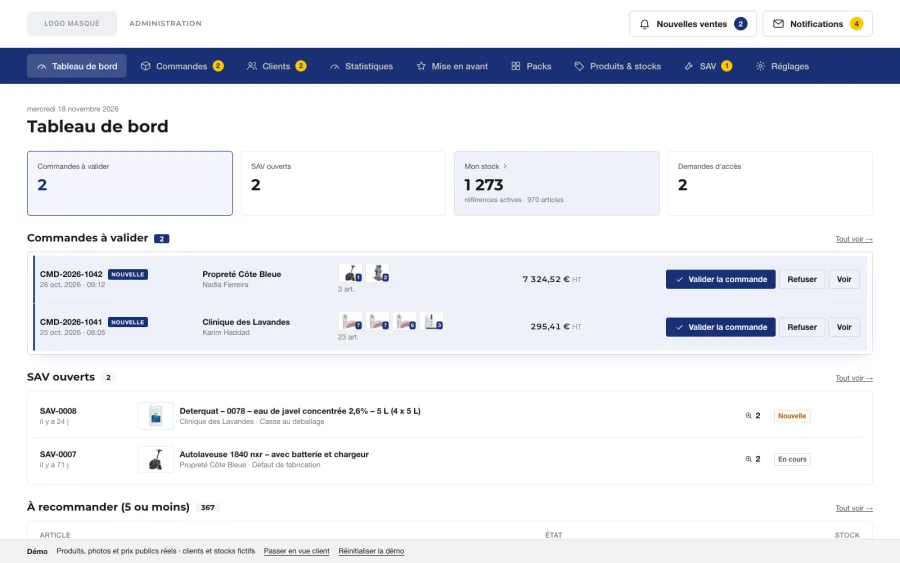 LOGO MASQUÉ
ADMINISTRATION
Nouvelles ventes 2
Notifications 4
Tableau de bord
Commandes 2
Clients 2
Statistiques
Mise en avant
Packs
Produits & stocks
SAV 1
Réglages
mercredi 18 novembre 2026
Tableau de bord
Commandes à valider
2
SAV ouverts
2
Mon stock
1 273
références actives · 970 articles
Demandes d'accès
2
Commandes à valider 2
Tout voir →
CMD-2026-1042 NOUVELLE
26 oct. 2026 · 09:12
Propreté Côte Bleue
Nadia Ferreira
1 2
3 art.
7 324,52 € HT
Valider la commande
Refuser
Voir
CMD-2026-1041 NOUVELLE
25 oct. 2026 · 08:05
Clinique des Lavandes
Karim Haddad
7 7 6 3
23 art.
295,41 € HT
Valider la commande
Refuser
Voir
SAV ouverts 2
Tout voir →
SAV-0008
il y a 24 j
Deterquat – 0078 – eau de javel concentrée 2,6% – 5 L (4 x 5 L)
Clinique des Lavandes · Casse au déballage
2
Nouvelle
SAV-0007
il y a 71 j
Autolaveuse 1840 nxr – avec batterie et chargeur
Propreté Côte Bleue · Défaut de fabrication
2
En cours
À recommander (5 ou moins) 367
Tout voir →
ARTICLE
ÉTAT
STOCK
Démo Produits, photos et prix publics réels · clients et stocks fictifs Passer en vue client Réinitialiser la démo